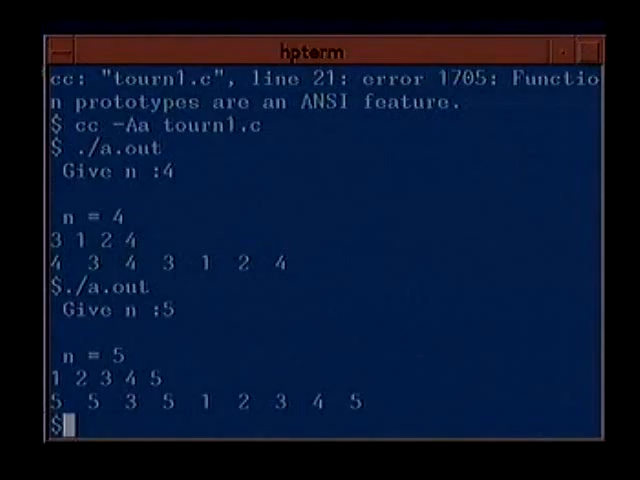 hpterm
cc: "tourn1.c", line 21: error 1705: Functio
n prototypes are an ANSI feature.
$ cc -Aa tourn1.c
$ ./a.out
Give n :4
n = 4
3 1 2 4
4 3 4 3 1 2 4
$./a.out
Give n :5
n = 5
1 2 3 4 5
5 5 3 5 1 2 3 4 5
$